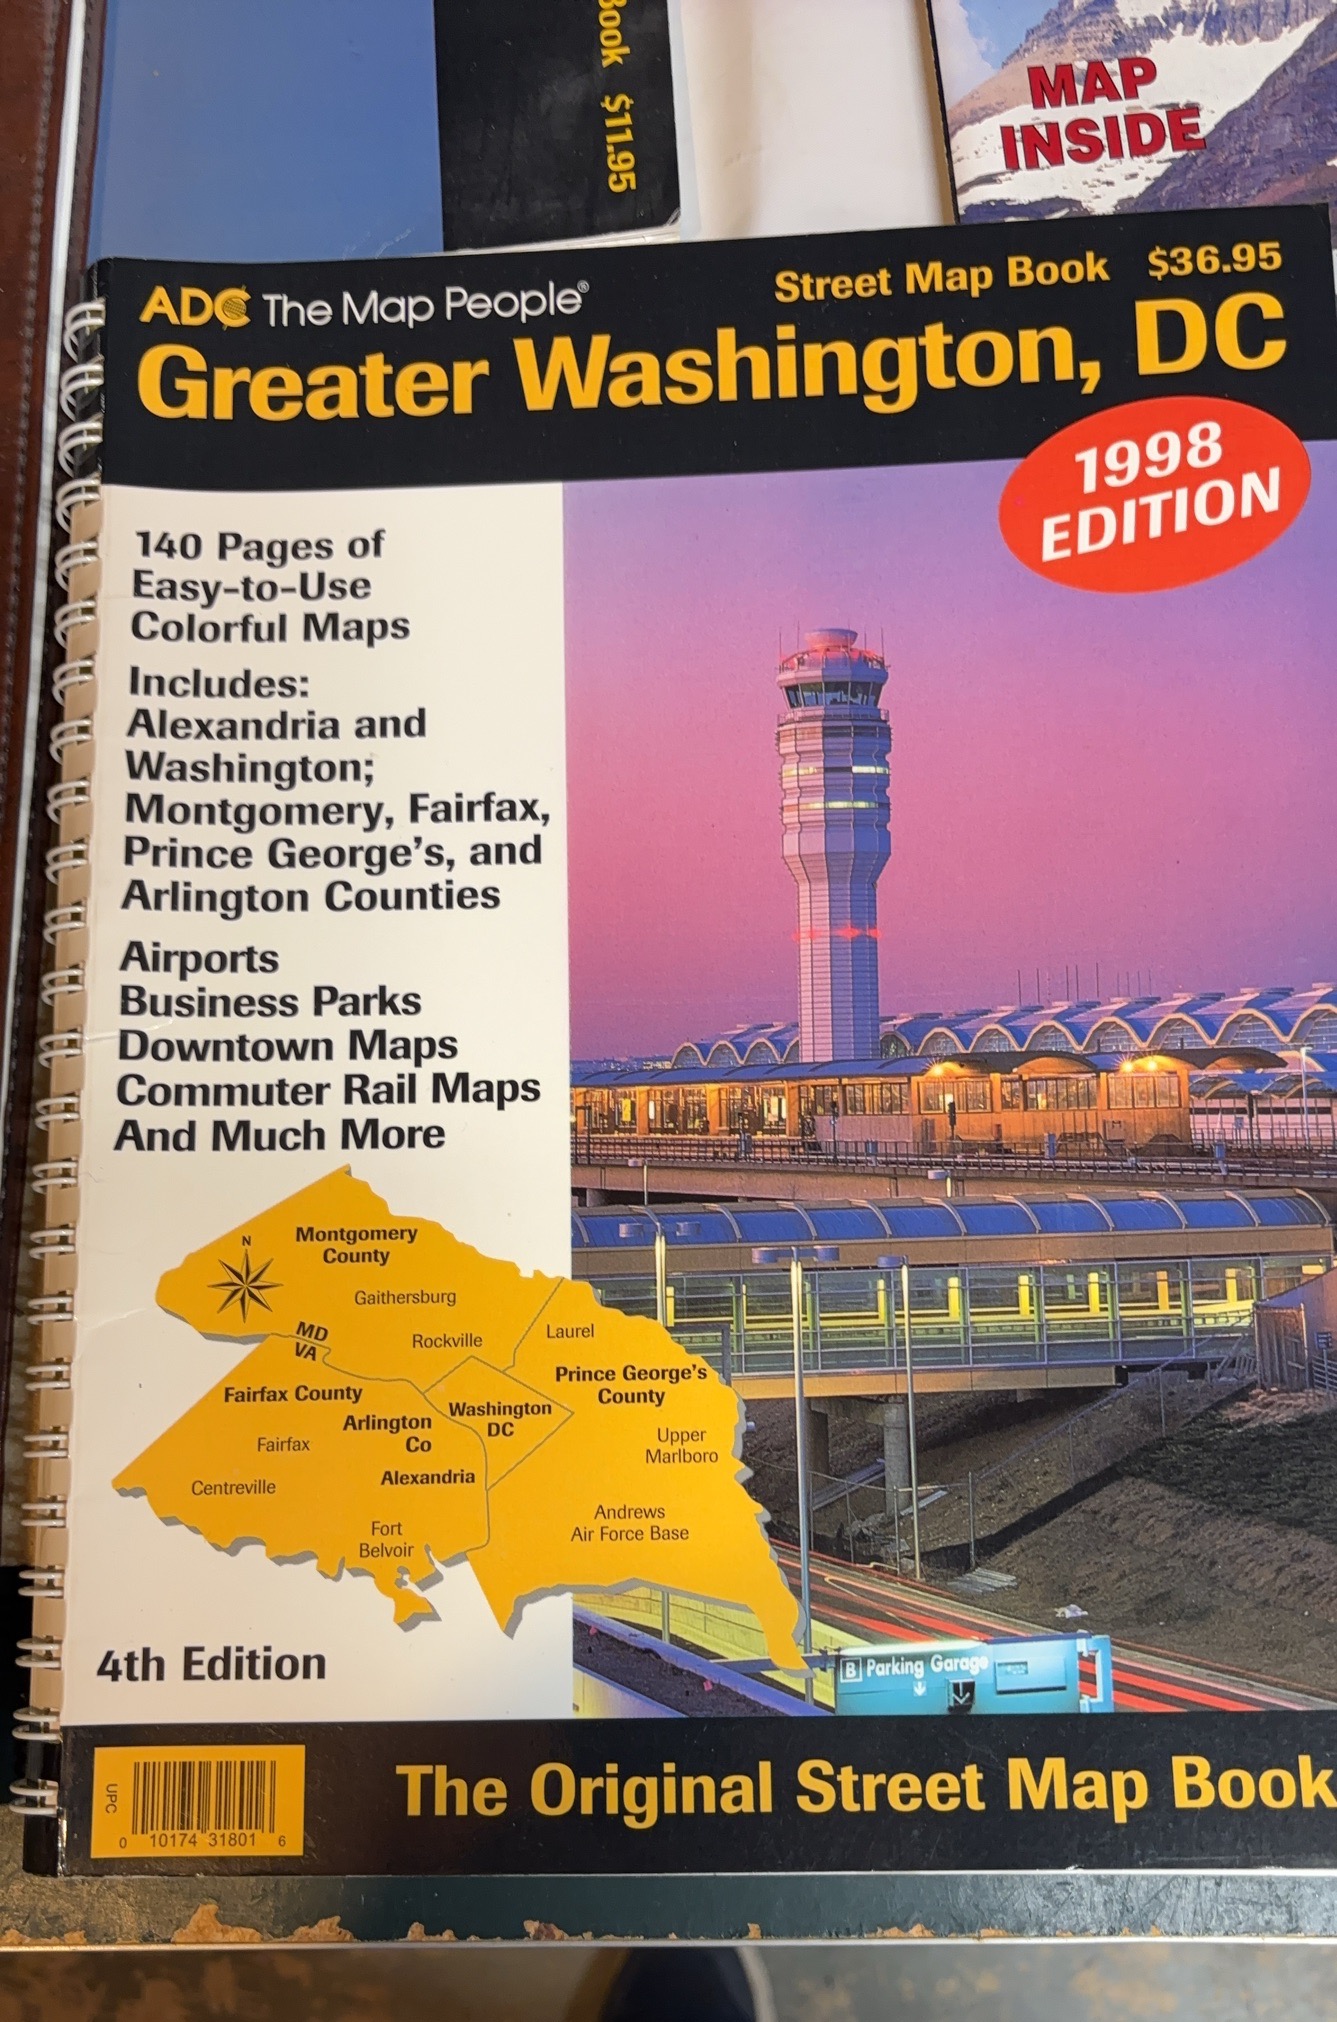 Book $11.95
MAP
INSIDE
ADC The Map People®
Street Map Book $36.95
Greater Washington, DC
1998
EDITION
140 Pages of
Easy-to-Use
Colorful Maps
Includes:
Alexandria and
Washington;
Montgomery, Fairfax,
Prince George's, and
Arlington Counties
Airports
Business Parks
Downtown Maps
Commuter Rail Maps
And Much More
N
Montgomery
County
Gaithersburg
MD
VA
Rockville
Laurel
Prince George's
County
Fairfax County
Arlington
Co
Washington
DC
Fairfax
Upper
Marlboro
Centreville
Alexandria
Fort
Belvoir
Andrews
Air Force Base
4th Edition
B Parking Garage
UPC
0 10174 31801 6
The Original Street Map Book